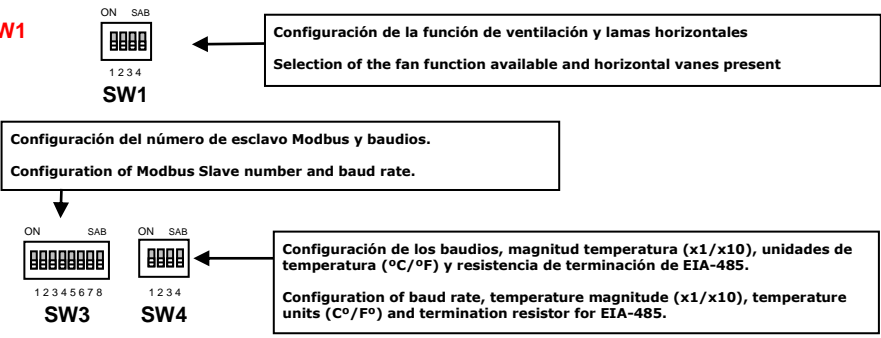 W1
ON SAB
1 2 3 4
SW1
Configuración de la función de ventilación y lamas horizontales
Selection of the fan function available and horizontal vanes present
Configuración del número de esclavo Modbus y baudios.
Configuration of Modbus Slave number and baud rate.
ON SAB
1 2 3 4 5 6 7 8
SW3
ON SAB
1 2 3 4
SW4
Configuración de los baudios, magnitud temperatura (x1/x10), unidades de
temperatura (ºC/ºF) y resistencia de terminación de EIA-485.
Configuration of baud rate, temperature magnitude (x1/x10), temperature
units (Cº/Fº) and termination resistor for EIA-485.